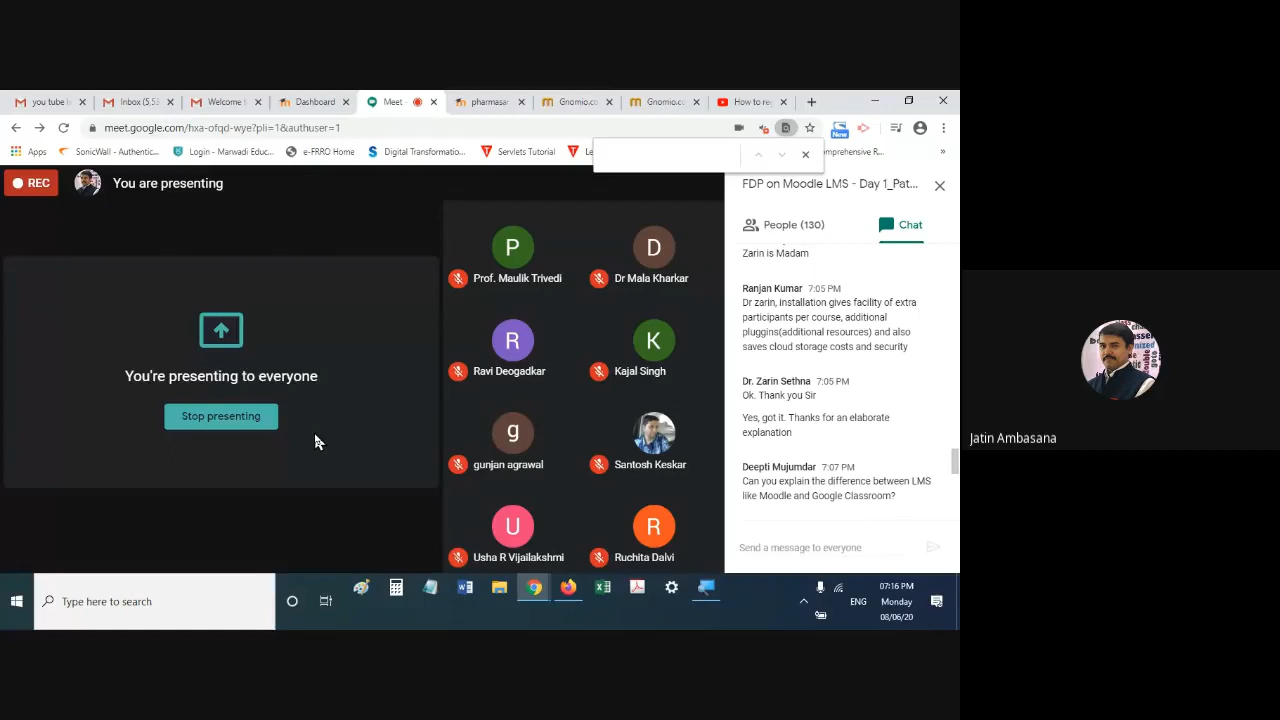 you tube l
Inbox (5,53
Welcome t
Dashboard
Meet -
pharmasar
Gnomio.co
Gnomio.co
How to reg
meet.google.com/hxa-ofqd-wye?pli=1&authuser=1
New
Apps
SonicWall - Authentic...
Login - Marwadi Educ...
e-FRRO Home
Digital Transformatio...
Servlets Tutorial
Le
omprehensive R...
»
REC
You are presenting
You're presenting to everyone
Stop presenting
P
Prof. Maulik Trivedi
D
Dr Mala Kharkar
R
Ravi Deogadkar
K
Kajal Singh
g
gunjan agrawal
Santosh Keskar
U
Usha R Vijailakshmi
R
Ruchita Dalvi
FDP on Moodle LMS - Day 1_Pat...
People (130)
Chat
Zarin is Madam
Ranjan Kumar 7:05 PM
Dr zarin, installation gives facility of extra
participants per course, additional
pluggins(additional resources) and also
saves cloud storage costs and security
Dr. Zarin Sethna 7:05 PM
Ok. Thank you Sir
Yes, got it. Thanks for an elaborate
explanation
Deepti Mujumdar 7:07 PM
Can you explain the difference between LMS
like Moodle and Google Classroom?
Send a message to everyone
Jatin Ambasana
Type here to search
ENG
07:16 PM
Monday
08/06/20